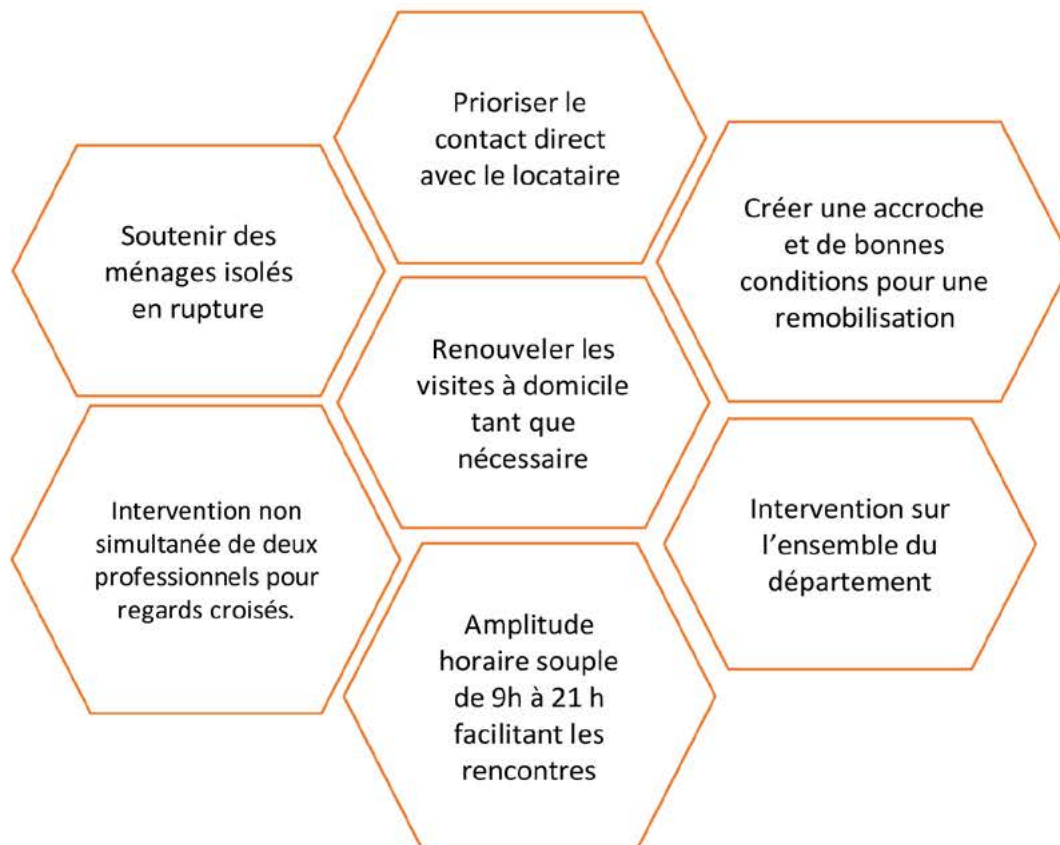 Prioriser le
contact direct
avec le locataire
Soutenir des
ménages isolés
en rupture
Créer une accroche
et de bonnes
conditions pour une
remobilisation
Renouveler les
visites à domicile
tant que
nécessaire
Intervention non
simultanée de deux
professionnels pour
regards croisés.
Intervention sur
l'ensemble du
département
Amplitude
horaire souple
de 9h à 21 h
facilitant les
rencontres